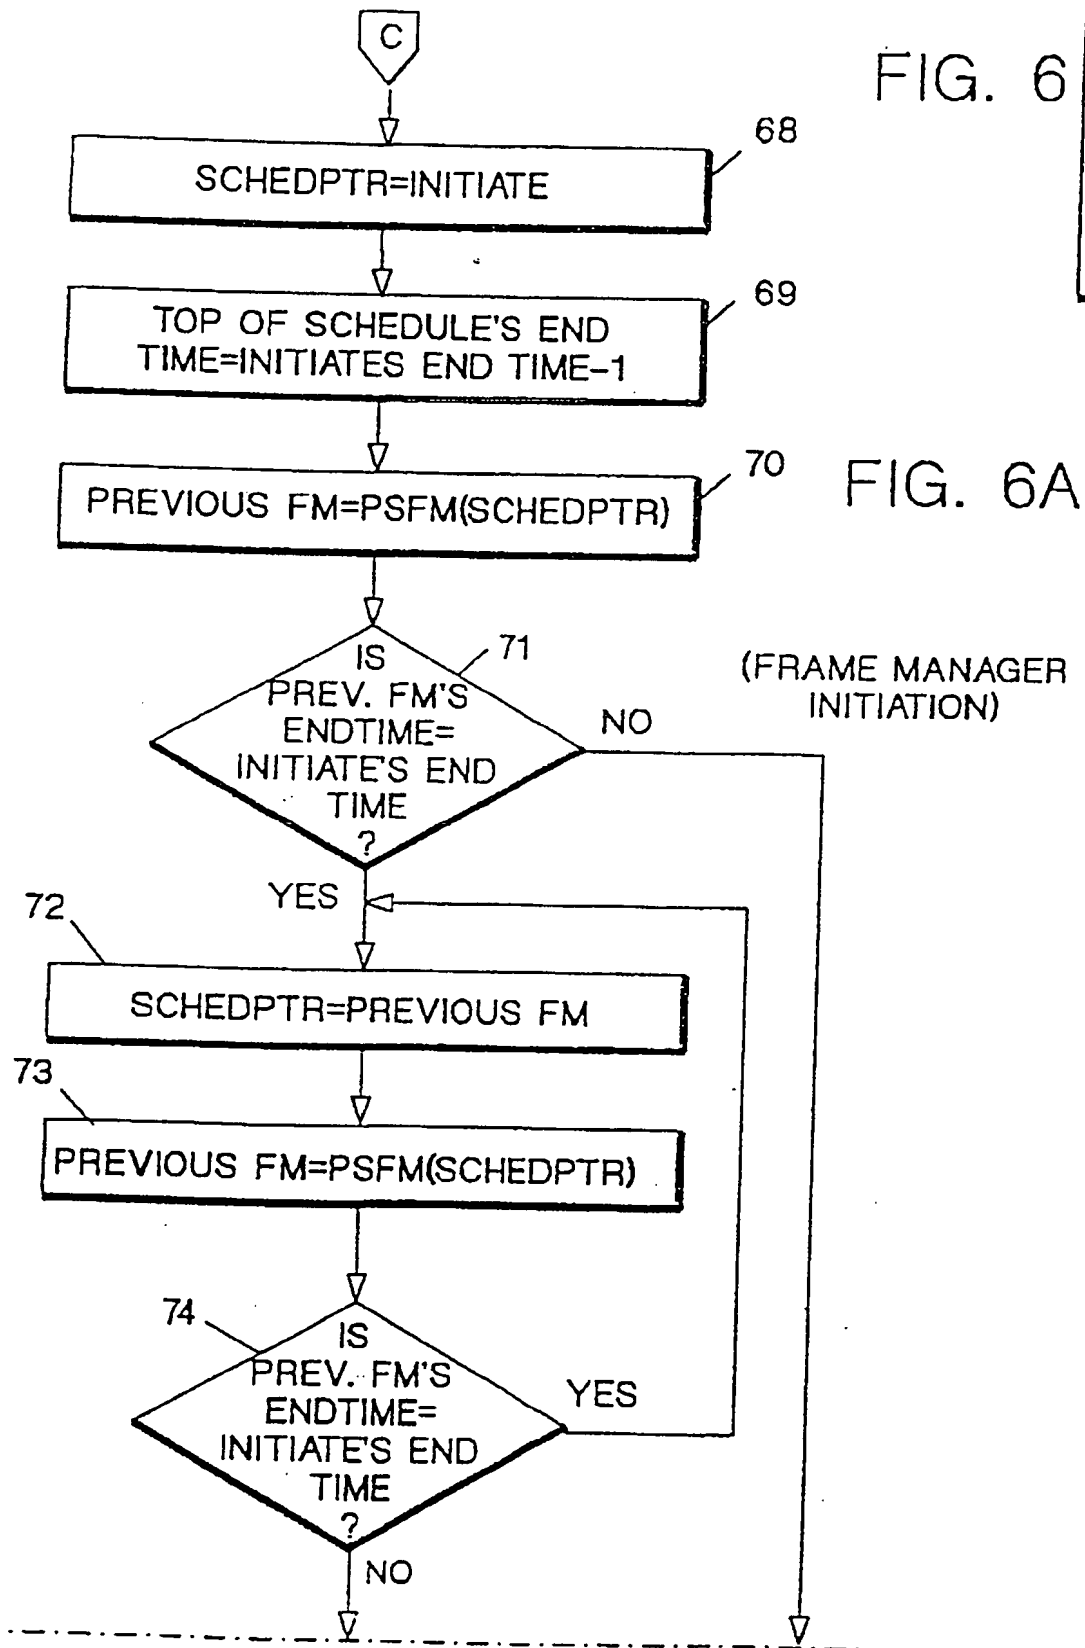 C
FIG. 6
68
SCHEDPTR=INITIATE
69
TOP OF SCHEDULE'S END
TIME=INITIATES END TIME-1
70
FIG. 6A
PREVIOUS FM=PSFM(SCHEDPTR)
71
IS
PREV. FM'S
ENDTIME=
INITIATE'S END
TIME
?
NO
(FRAME MANAGER
INITIATION)
YES
72
SCHEDPTR=PREVIOUS FM
73
PREVIOUS FM=PSFM(SCHEDPTR)
74
IS
PREV. FM'S
ENDTIME=
INITIATE'S END
TIME
?
YES
NO